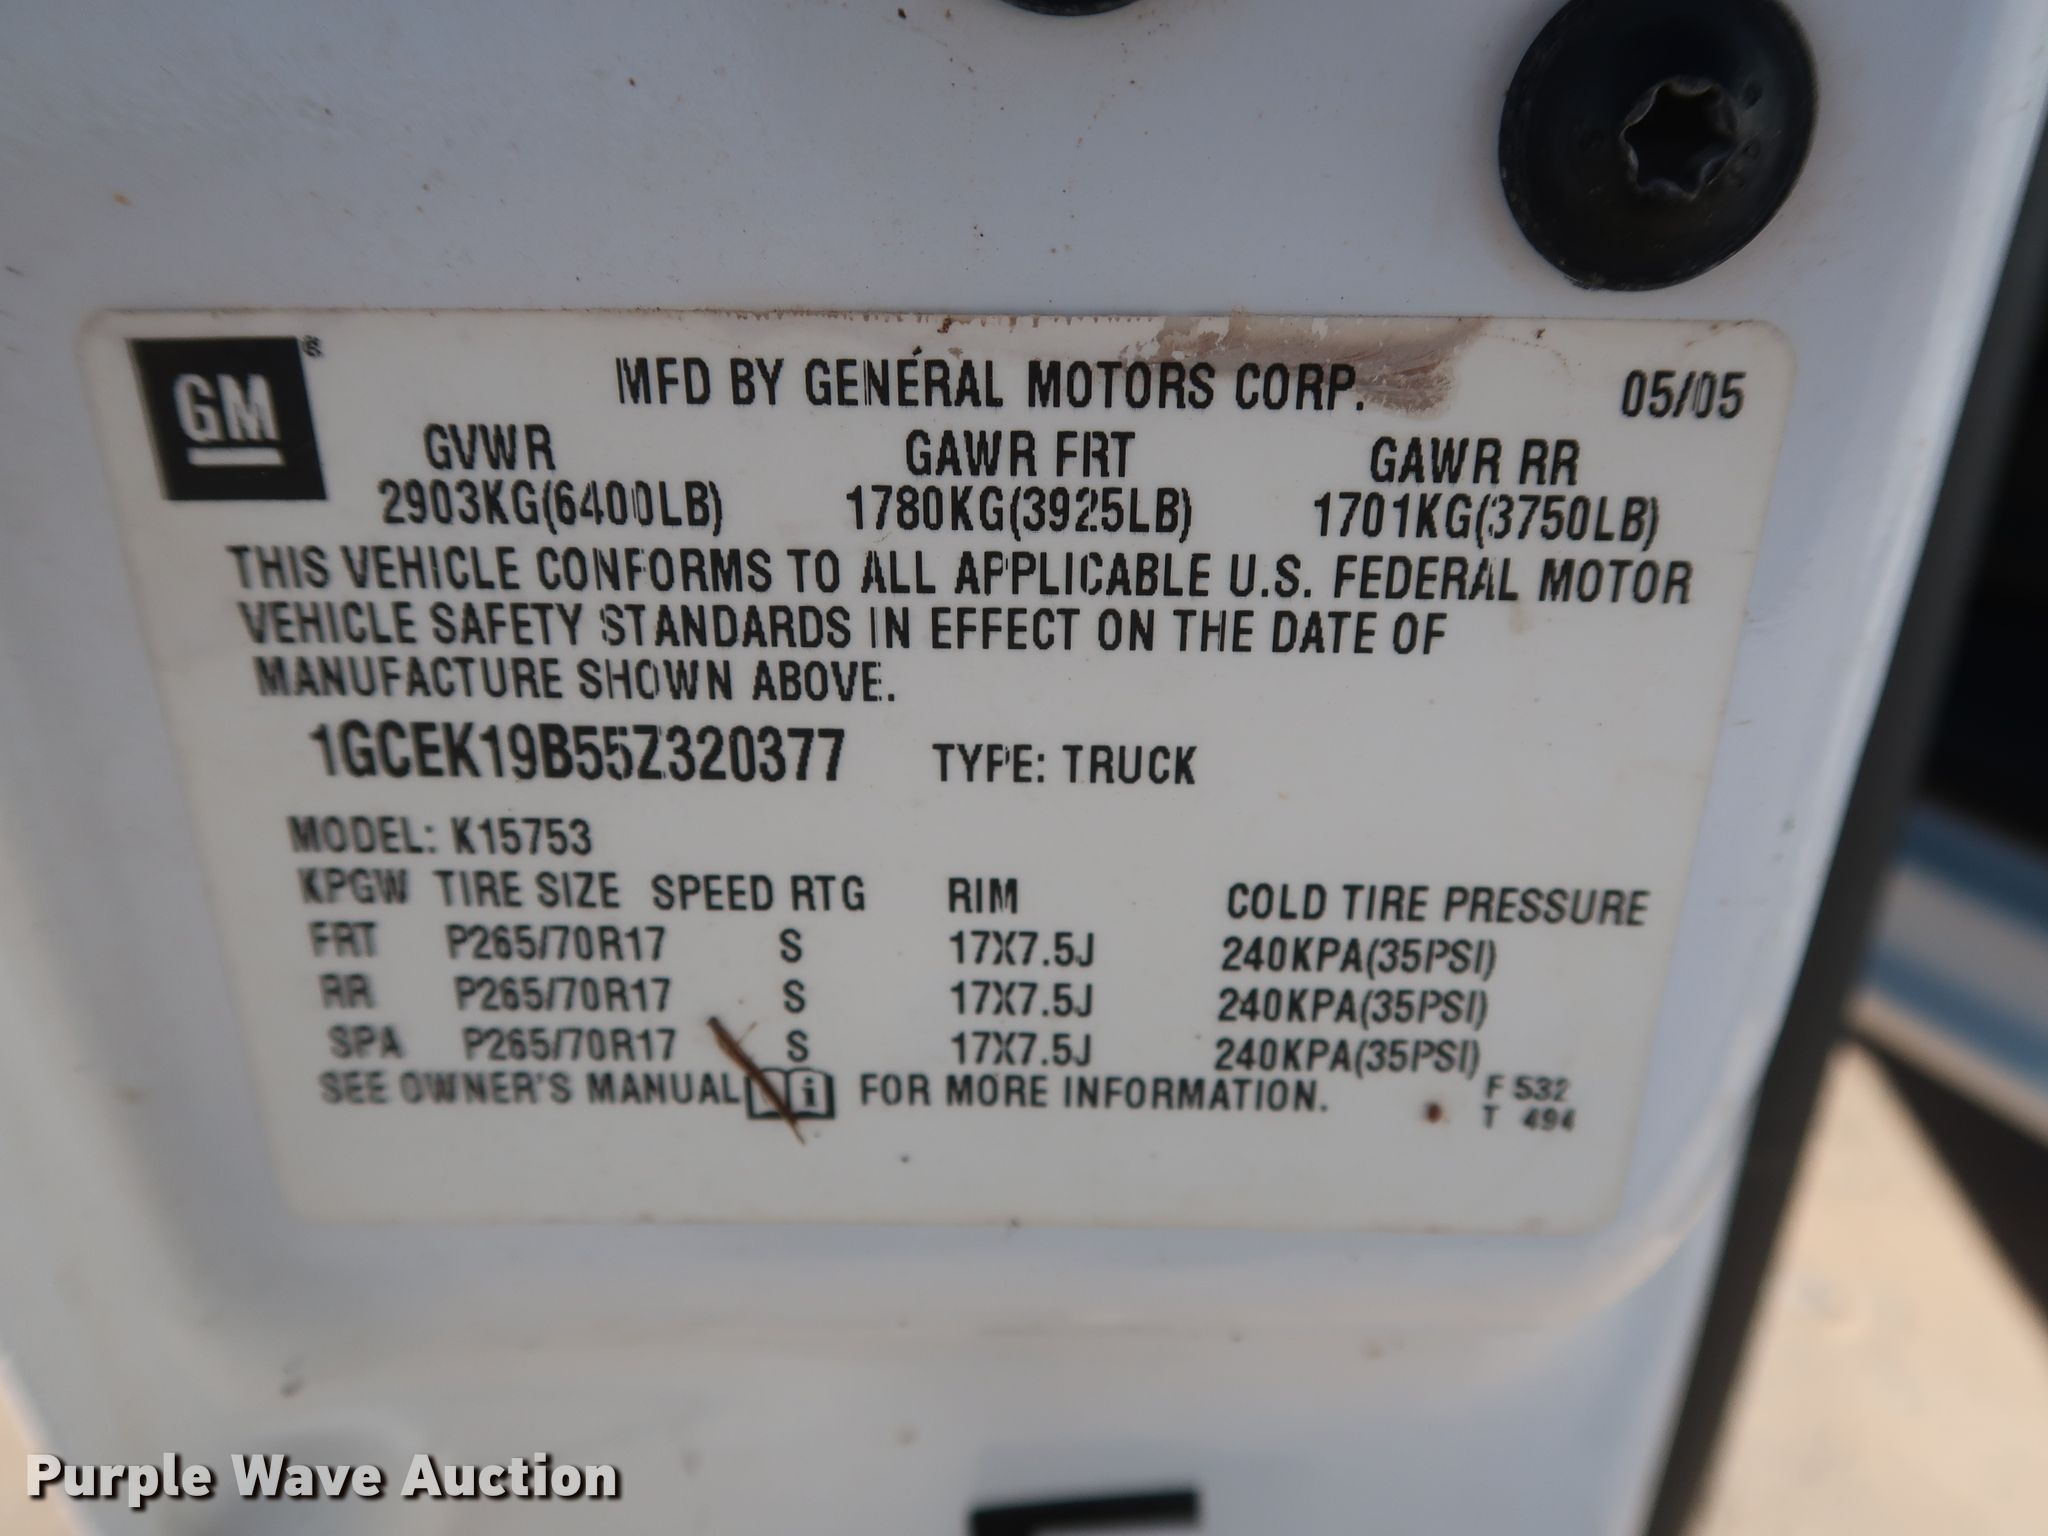 GM®
MFD BY GENERAL MOTORS CORP. 05/05
GVWR GAWR FRT GAWR RR
2903KG(6400LB) 1780KG(3925LB) 1701KG(3750LB)
THIS VEHICLE CONFORMS TO ALL APPLICABLE U.S. FEDERAL MOTOR
VEHICLE SAFETY STANDARDS IN EFFECT ON THE DATE OF
MANUFACTURE SHOWN ABOVE.
1GCEK19B55Z320377 TYPE: TRUCK
MODEL: K15753
KPGW TIRE SIZE SPEED RTG RIM COLD TIRE PRESSURE
FRT P265/70R17 S 17X7.5J 240KPA(35PSI)
RR P265/70R17 S 17X7.5J 240KPA(35PSI)
SPA P265/70R17 S 17X7.5J 240KPA(35PSI)
SEE OWNER'S MANUAL i FOR MORE INFORMATION. F 532
T 494
Purple Wave Auction